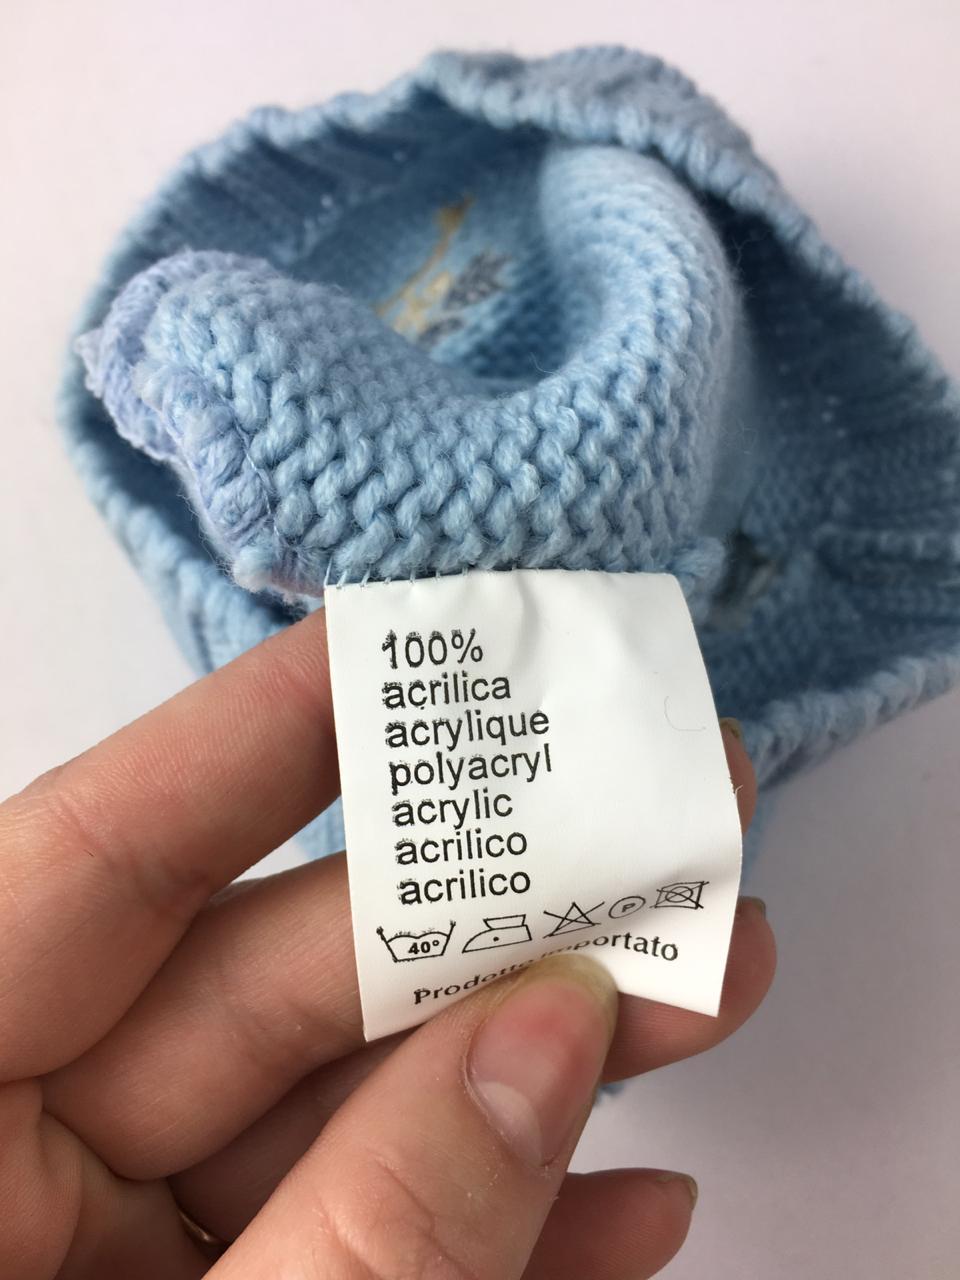 100%
acrilica
acrylique
polyacryl
acrylic
acrilico
acrilico
40° P
Prodotto importato